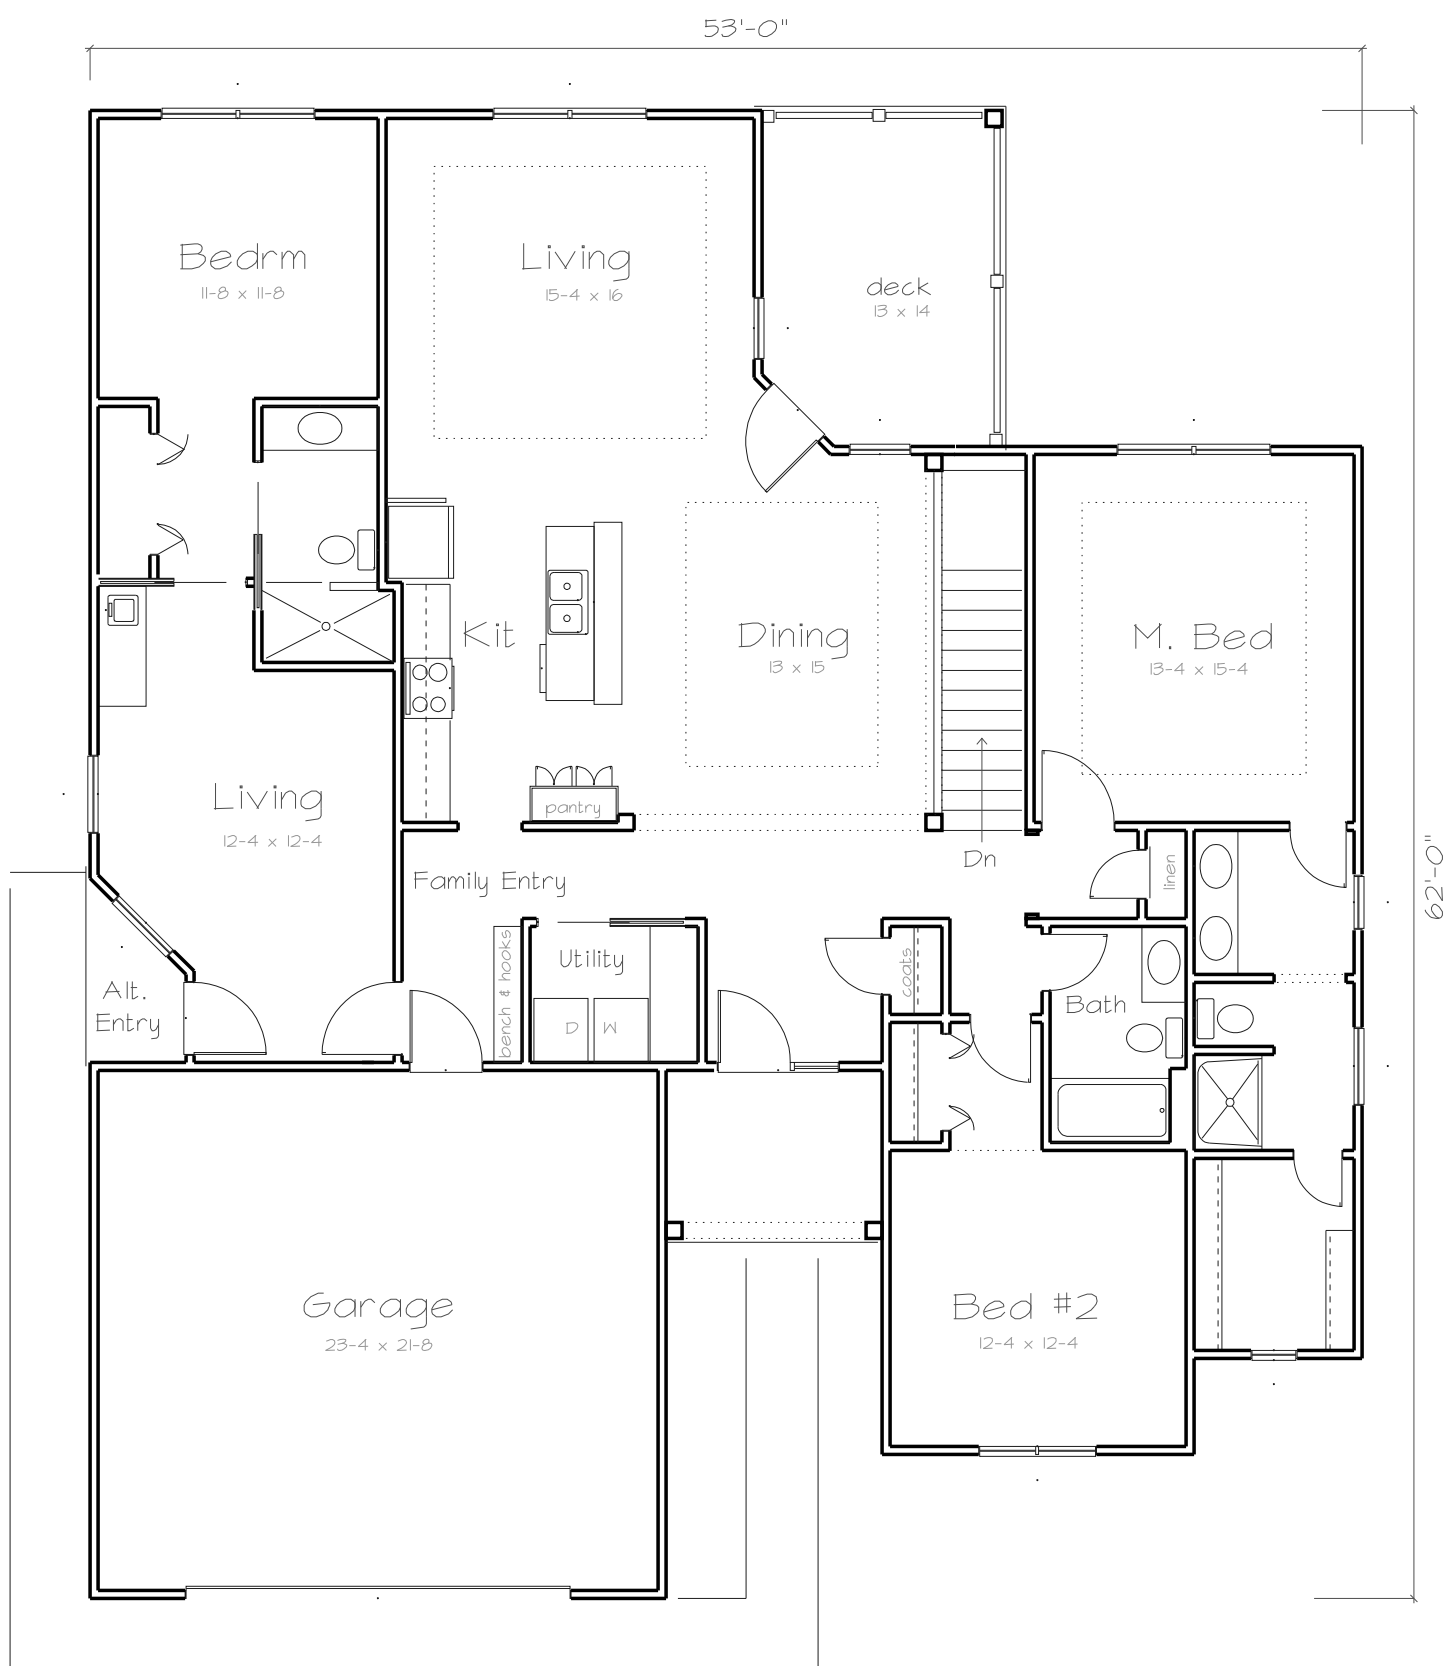 53'-0"
Bedrm
11-8 x 11-8
Living
15-4 x 16
deck
13 x 14
Kit
Dining
13 x 15
M. Bed
13-4 x 15-4
Living
12-4 x 12-4
pantry
Dn
linen
62'-0"
Family Entry
bench & hooks
Utility
coats
Alt.
Entry
Bath
D
W
Garage
23-4 x 21-8
Bed #2
12-4 x 12-4